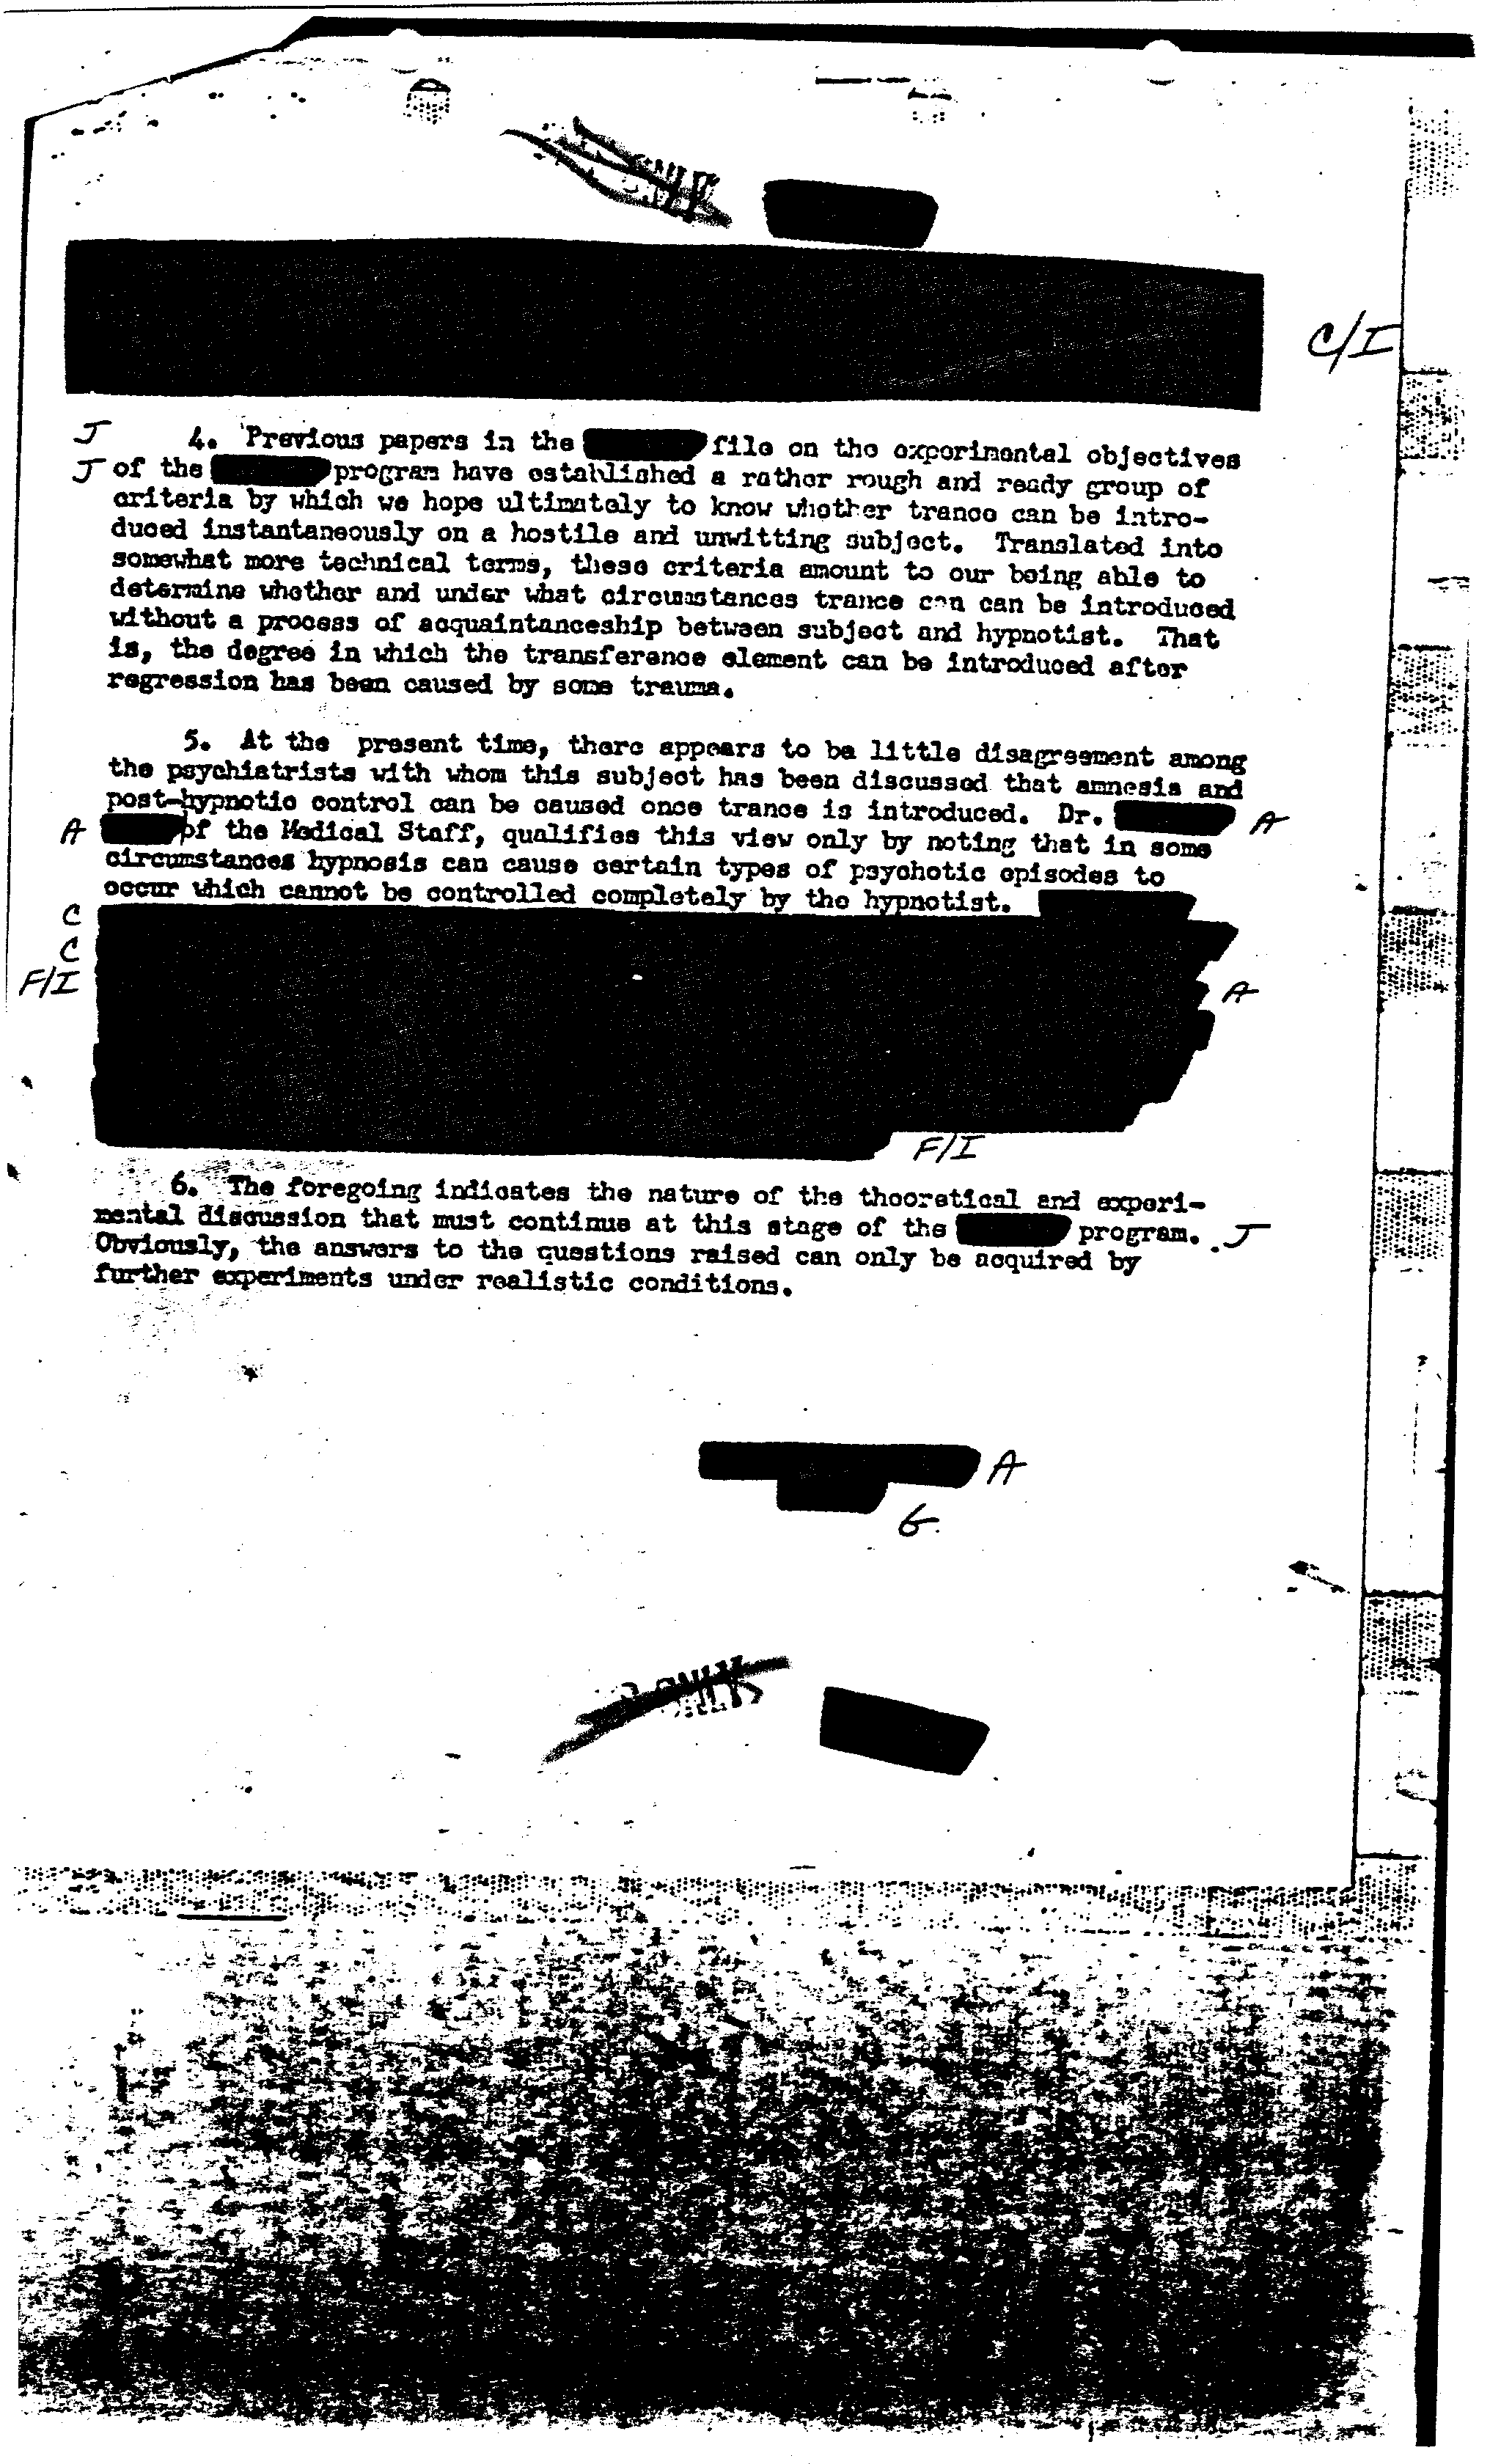 C/I
J 4. Previous papers in the file on the experimental objectives
J of the program have established a rather rough and ready group of
criteria by which we hope ultimately to know whether trance can be intro-
duced instantaneously on a hostile and unwitting subject. Translated into
somewhat more technical terms, these criteria amount to our being able to
determine whether and under what circumstances trance can can be introduced
without a process of acquaintanceship between subject and hypnotist. That
is, the degree in which the transference element can be introduced after
regression has been caused by some trauma.
5. At the present time, there appears to be little disagreement among
the psychiatrists with whom this subject has been discussed that amnesia and
post-hypnotic control can be caused once trance is introduced. Dr. A
A of the Medical Staff, qualifies this view only by noting that in some
circumstances hypnosis can cause certain types of psychotic episodes to
occur which cannot be controlled completely by the hypnotist.
C
C
F/I A
F/I
6. The foregoing indicates the nature of the theoretical and experi-
mental discussion that must continue at this stage of the program. J
Obviously, the answers to the questions raised can only be acquired by
further experiments under realistic conditions.
A
G
ONLY